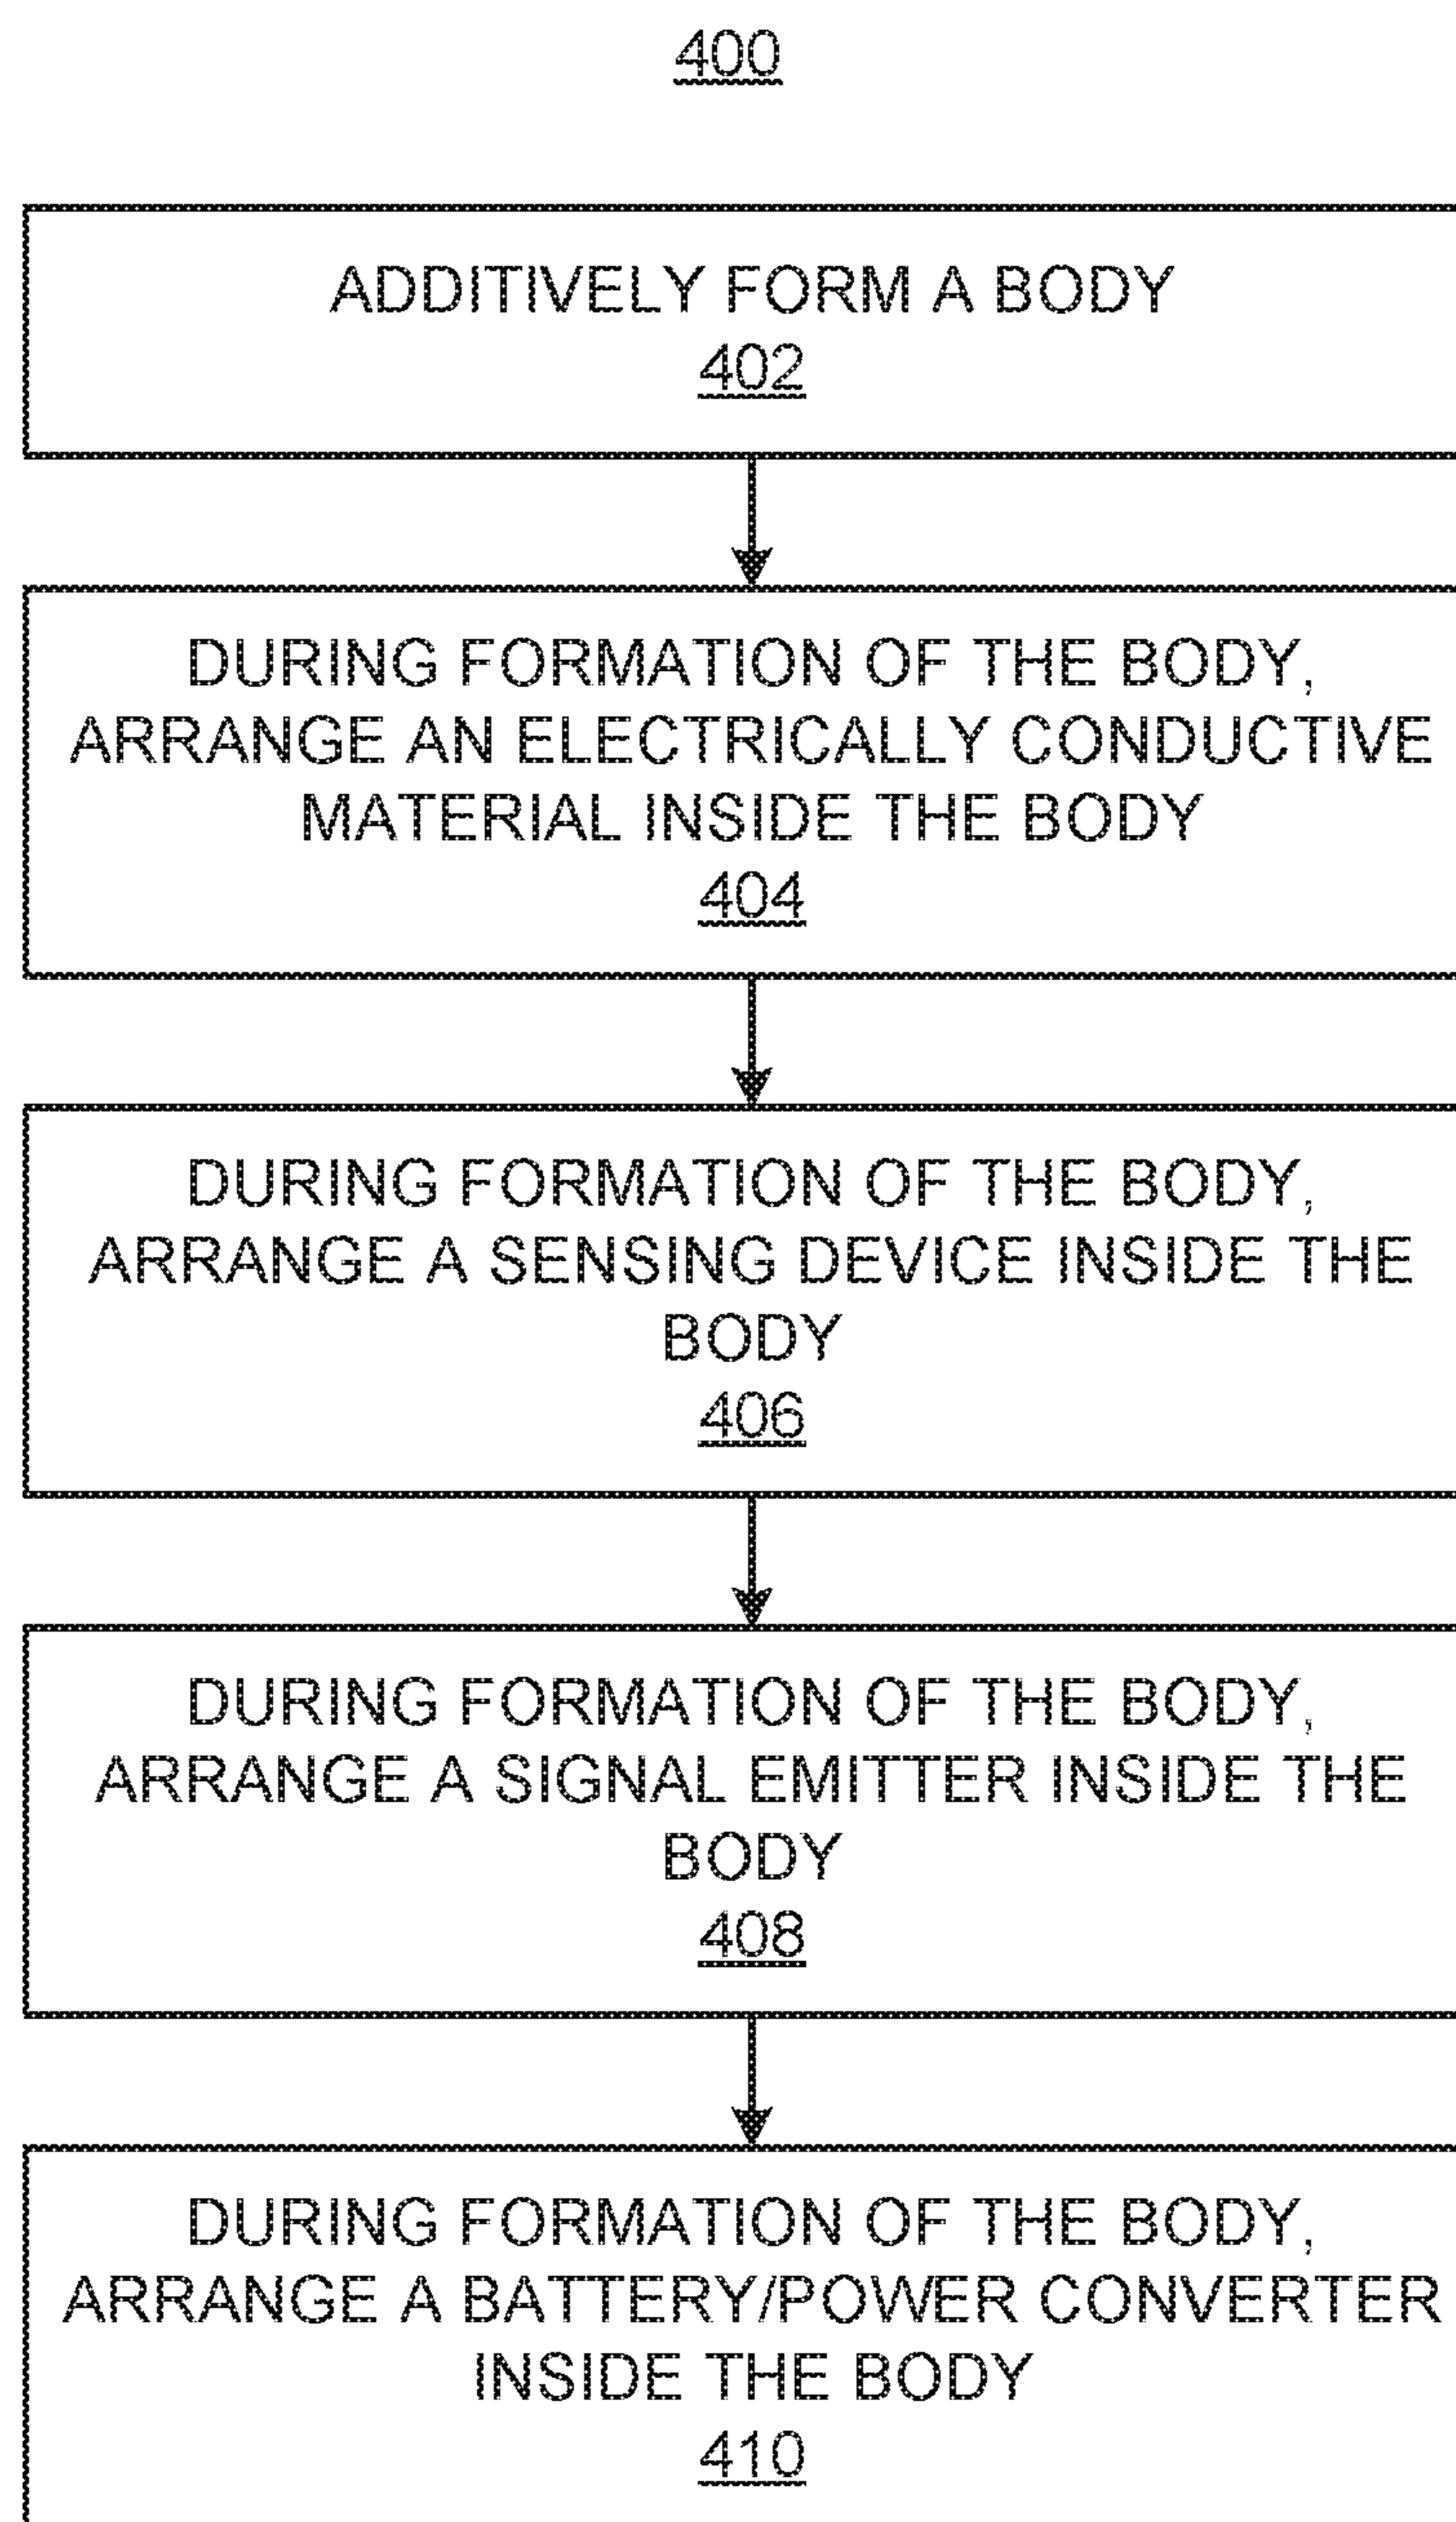 400
ADDITIVELY FORM A BODY
402
DURING FORMATION OF THE BODY,
ARRANGE AN ELECTRICALLY CONDUCTIVE
MATERIAL INSIDE THE BODY
404
DURING FORMATION OF THE BODY,
ARRANGE A SENSING DEVICE INSIDE THE
BODY
406
DURING FORMATION OF THE BODY,
ARRANGE A SIGNAL EMITTER INSIDE THE
BODY
408
DURING FORMATION OF THE BODY,
ARRANGE A BATTERY/POWER CONVERTER
INSIDE THE BODY
410